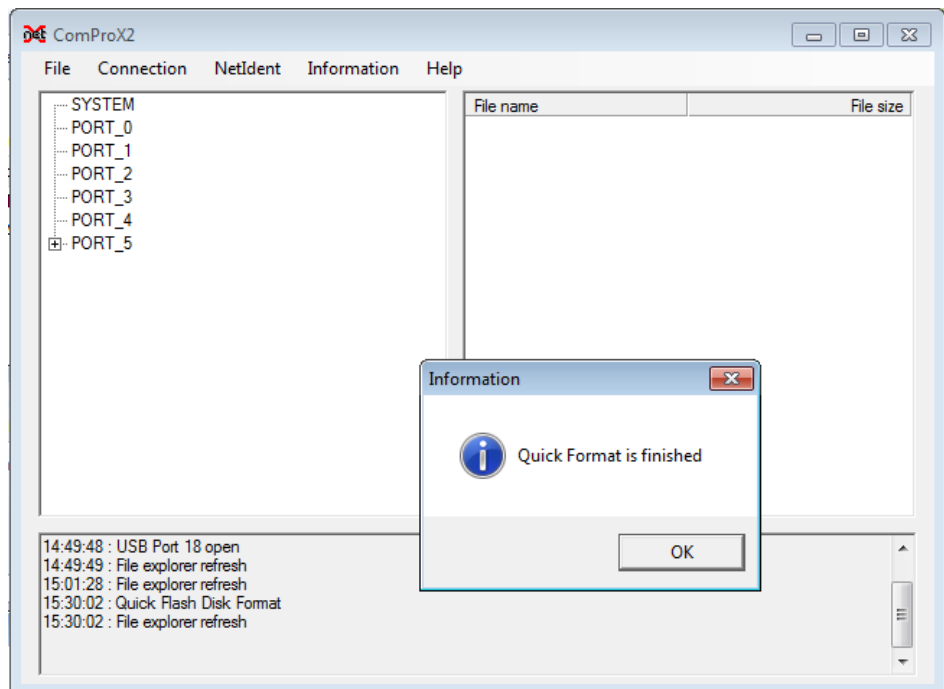 ComProX2
File Connection NetIdent Information Help
SYSTEM
PORT_0
PORT_1
PORT_2
PORT_3
PORT_4
PORT_5
File name File size
Information
Quick Format is finished
OK
14:49:48 : USB Port 18 open
14:49:49 : File explorer refresh
15:01:28 : File explorer refresh
15:30:02 : Quick Flash Disk Format
15:30:02 : File explorer refresh